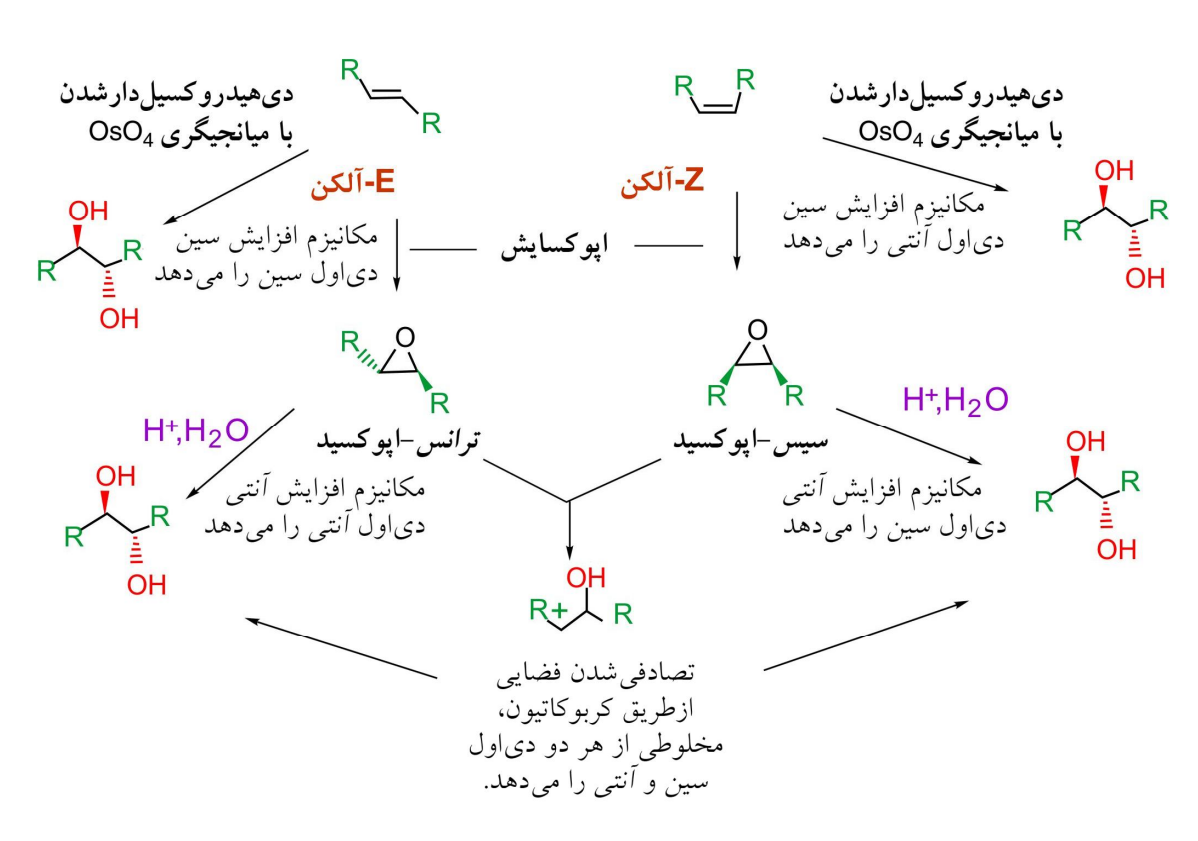 دی‌هیدروکسیل‌دارشدن
با میانجیگری OsO4
R
R
E-آلکن
R
R
Z-آلکن
دی‌هیدروکسیل‌دارشدن
با میانجیگری OsO4
OH
R
R
OH
مکانیزم افزایش سین
دی‌اول سین را می‌دهد
اپوکسایش
مکانیزم افزایش سین
دی‌اول آنتی را می‌دهد
OH
R
R
OH
R
O
R
ترانس-اپوکسید
O
R
R
سیس-اپوکسید
H+,H2O
H+,H2O
OH
R
R
OH
مکانیزم افزایش آنتی
دی‌اول آنتی را می‌دهد
مکانیزم افزایش آنتی
دی‌اول سین را می‌دهد
OH
R
R
OH
OH
R+
R
تصادفی‌شدن فضایی
ازطریق کربوکاتیون،
مخلوطی از هر دو دی‌اول
سین و آنتی را می‌دهد.